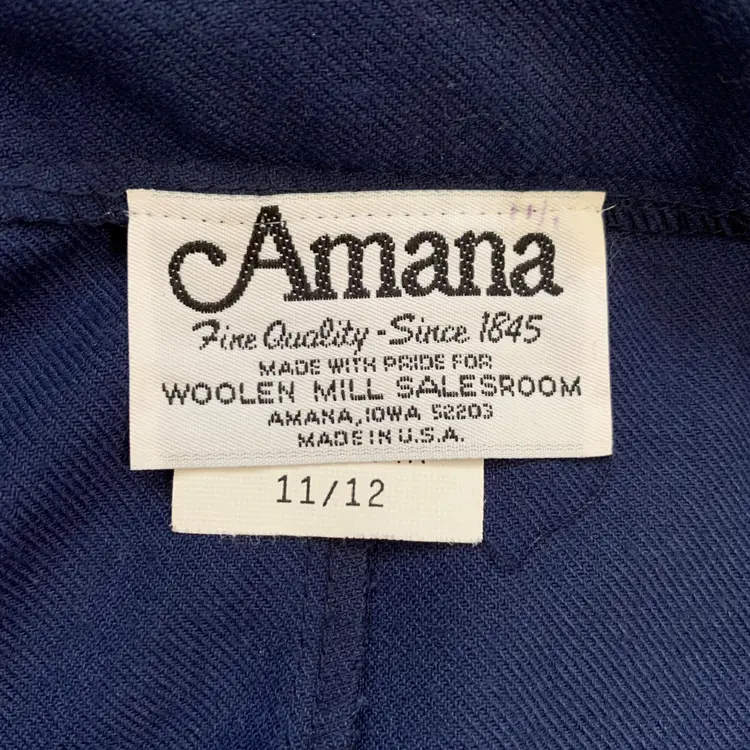 Amana
Fine Quality - Since 1845
MADE WITH PRIDE FOR
WOOLEN MILL SALESROOM
AMANA, IOWA 52203
MADE IN U.S.A.
11/12